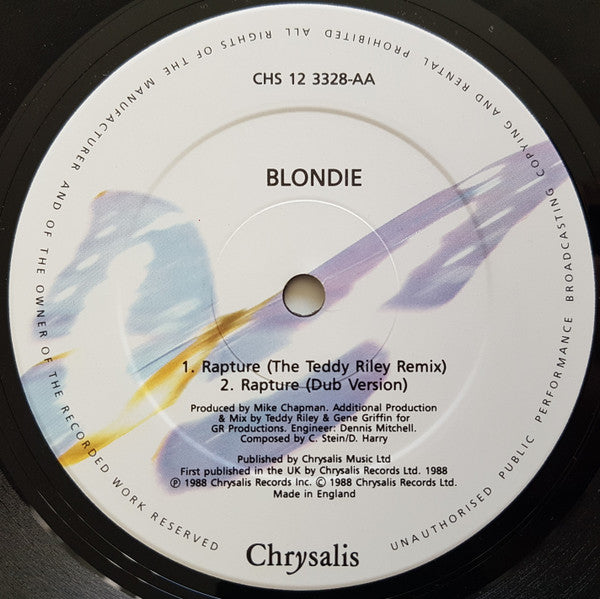 ALL RIGHTS OF THE MANUFACTURER AND OF THE OWNER OF THE RECORDED WORK RESERVED
UNAUTHORISED PUBLIC PERFORMANCE BROADCASTING COPYING AND RENTAL PROHIBITED
CHS 12 3328-AA
BLONDIE
1. Rapture (The Teddy Riley Remix)
2. Rapture (Dub Version)
Produced by Mike Chapman. Additional Production
& Mix by Teddy Riley & Gene Griffin for
GR Productions. Engineer: Dennis Mitchell.
Composed by C. Stein/D. Harry
Published by Chrysalis Music Ltd
First published in the UK by Chrysalis Records Ltd. 1988
℗ 1988 Chrysalis Records Inc. © 1988 Chrysalis Records Ltd.
Made in England
Chrysalis